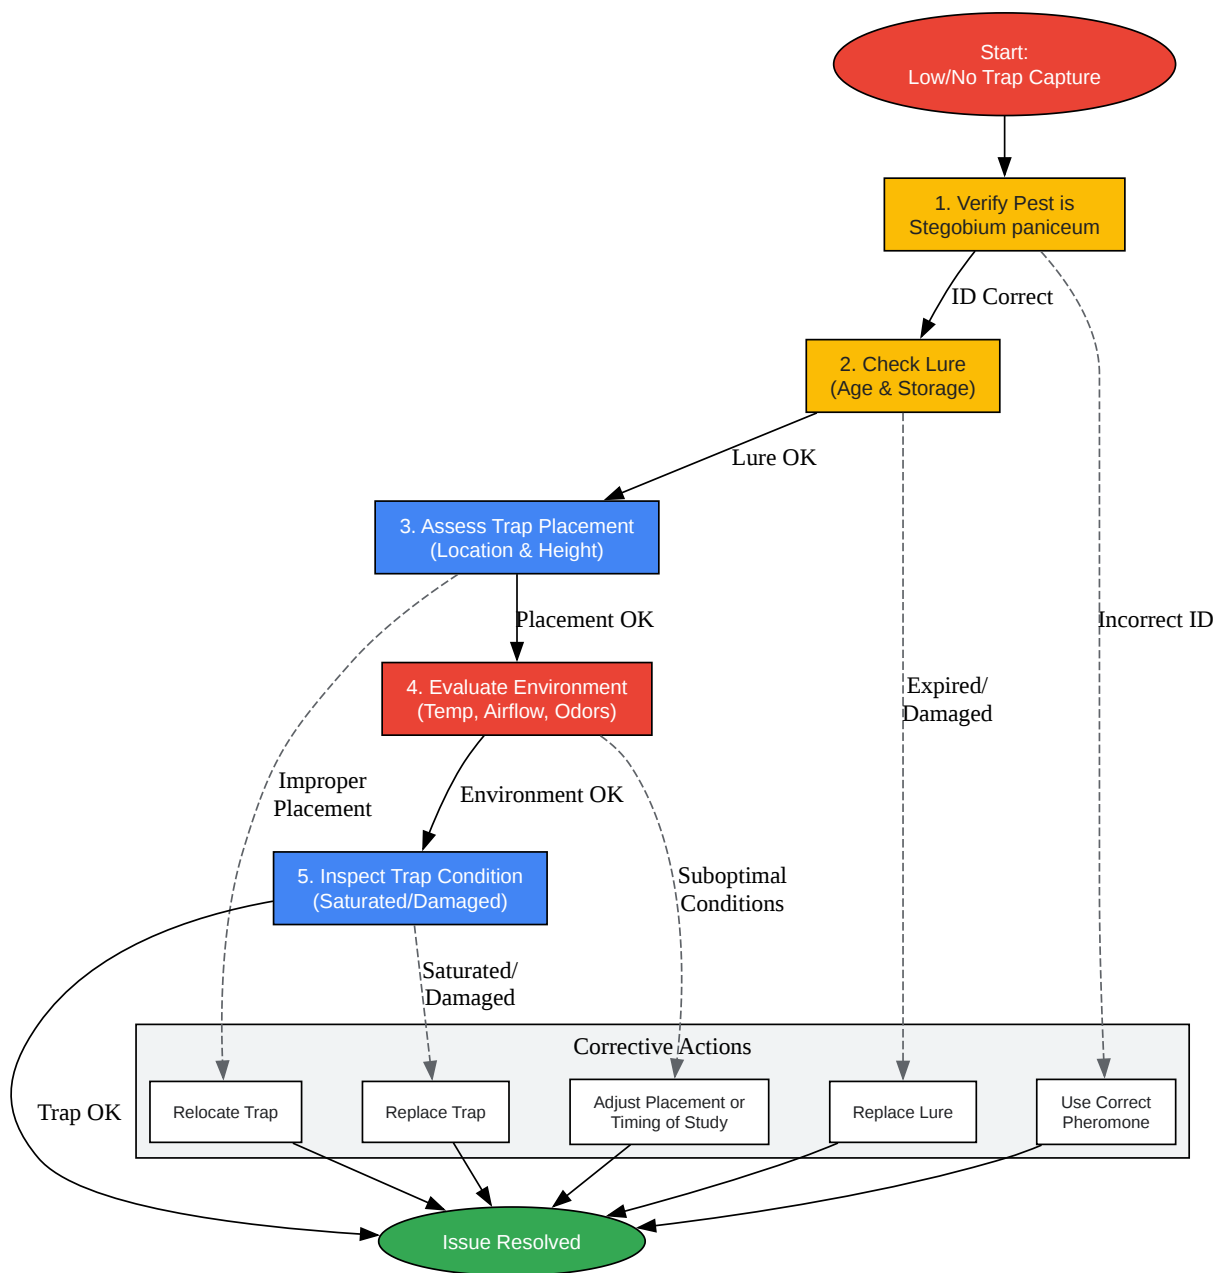 Start:
Low/No Trap Capture
1. Verify Pest is
Stegobium paniceum
ID Correct
2. Check Lure
(Age & Storage)
Lure OK
3. Assess Trap Placement
(Location & Height)
Placement OK
Incorrect ID
4. Evaluate Environment
(Temp, Airflow, Odors)
Expired/
Damaged
Improper
Placement
Environment OK
5. Inspect Trap Condition
(Saturated/Damaged)
Suboptimal
Conditions
Saturated/
Damaged
Corrective Actions
Trap OK
Relocate Trap
Replace Trap
Adjust Placement or
Timing of Study
Replace Lure
Use Correct
Pheromone
Issue Resolved